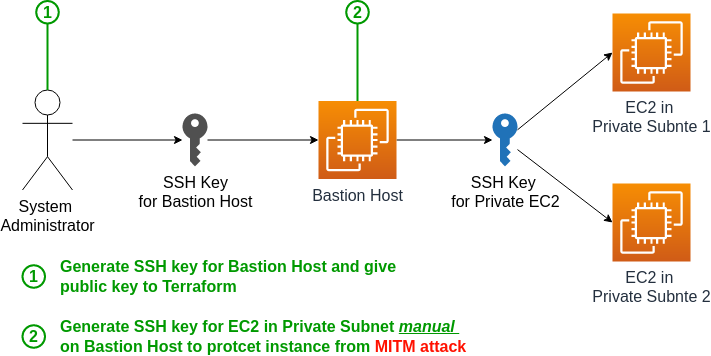 1
2
EC2 in
Private Subnte 1
SSH Key
for Bastion Host
Bastion Host
SSH Key
for Private EC2
System
Administrator
EC2 in
Private Subnte 2
1 Generate SSH key for Bastion Host and give
public key to Terraform
2 Generate SSH key for EC2 in Private Subnet manual
on Bastion Host to protcet instance from MITM attack